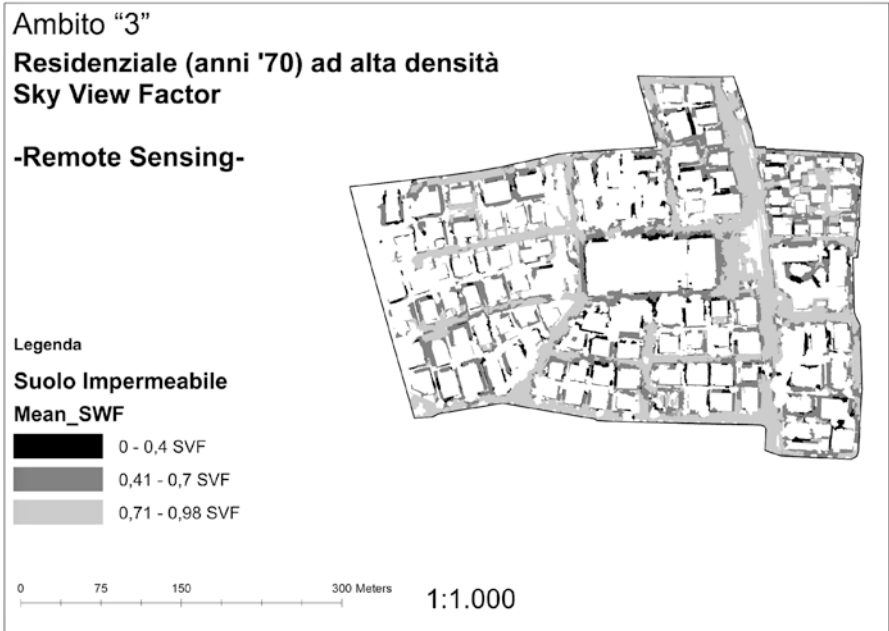 Ambito “3”
Residenziale (anni '70) ad alta densità
Sky View Factor
-Remote Sensing-
Legenda
Suolo Impermeabile
Mean_SWF
0 - 0,4 SVF
0,41 - 0,7 SVF
0,71 - 0,98 SVF
0 75 150 300 Meters
1:1.000